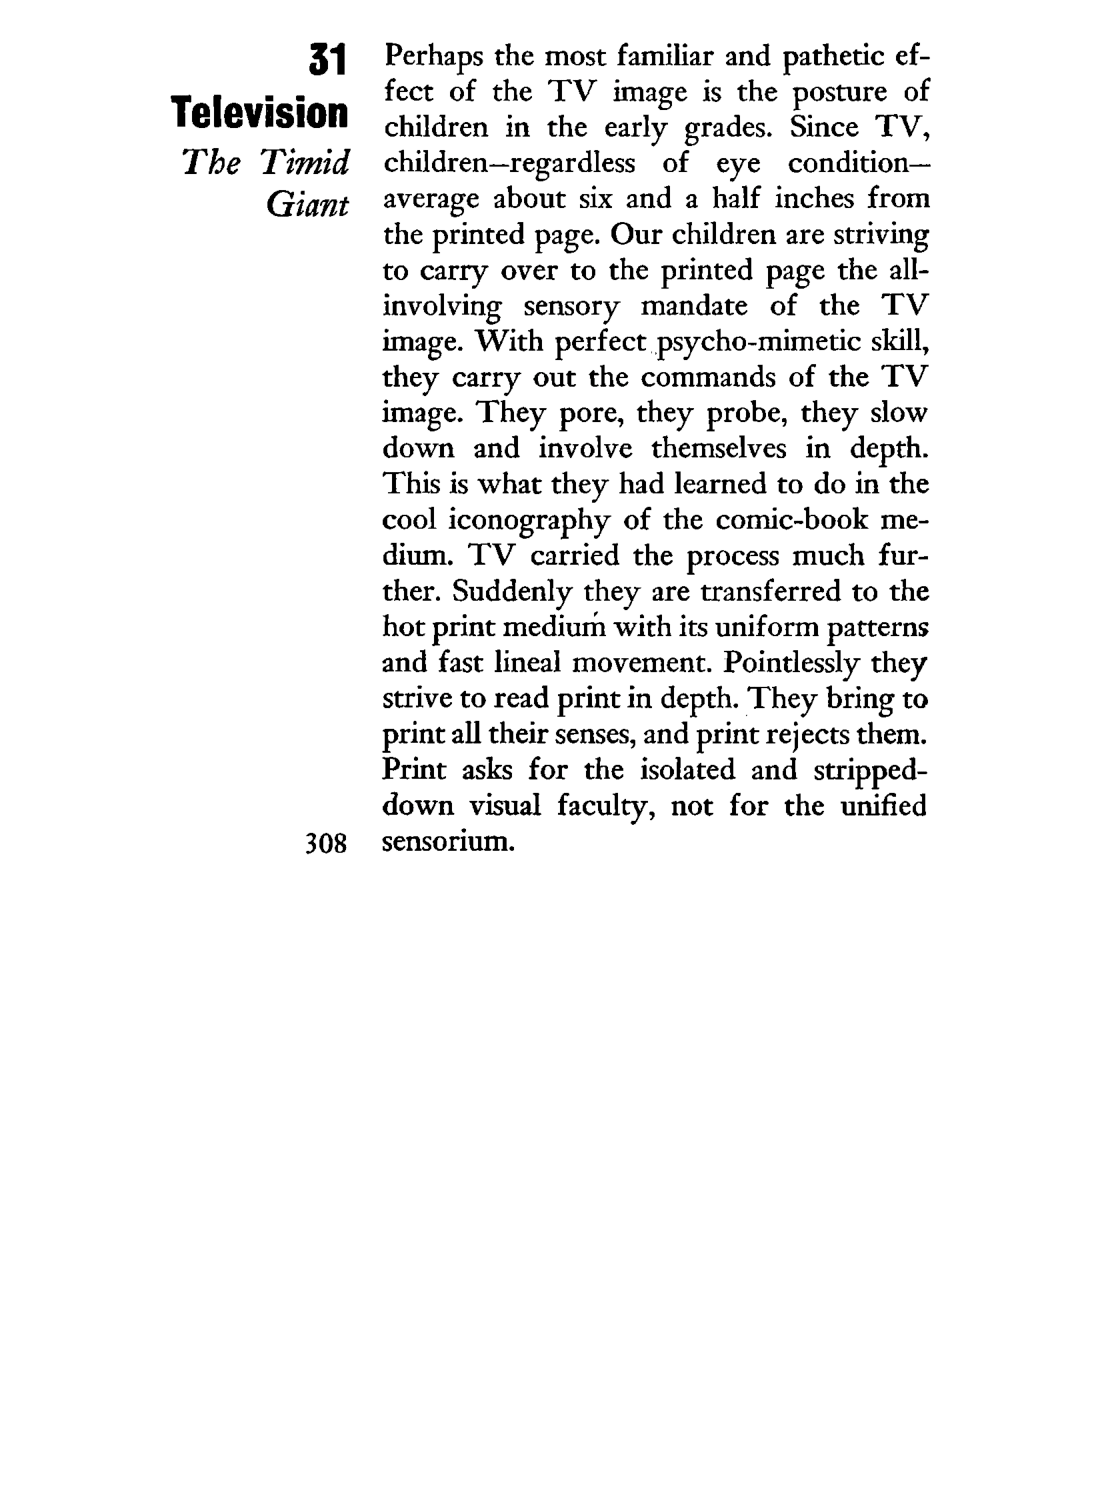 31
Television
The Timid
Giant
Perhaps the most familiar and pathetic ef-
fect of the TV image is the posture of
children in the early grades. Since TV,
children—regardless of eye condition—
average about six and a half inches from
the printed page. Our children are striving
to carry over to the printed page the all-
involving sensory mandate of the TV
image. With perfect psycho-mimetic skill,
they carry out the commands of the TV
image. They pore, they probe, they slow
down and involve themselves in depth.
This is what they had learned to do in the
cool iconography of the comic-book me-
dium. TV carried the process much fur-
ther. Suddenly they are transferred to the
hot print medium with its uniform patterns
and fast lineal movement. Pointlessly they
strive to read print in depth. They bring to
print all their senses, and print rejects them.
Print asks for the isolated and stripped-
down visual faculty, not for the unified
sensorium.
308